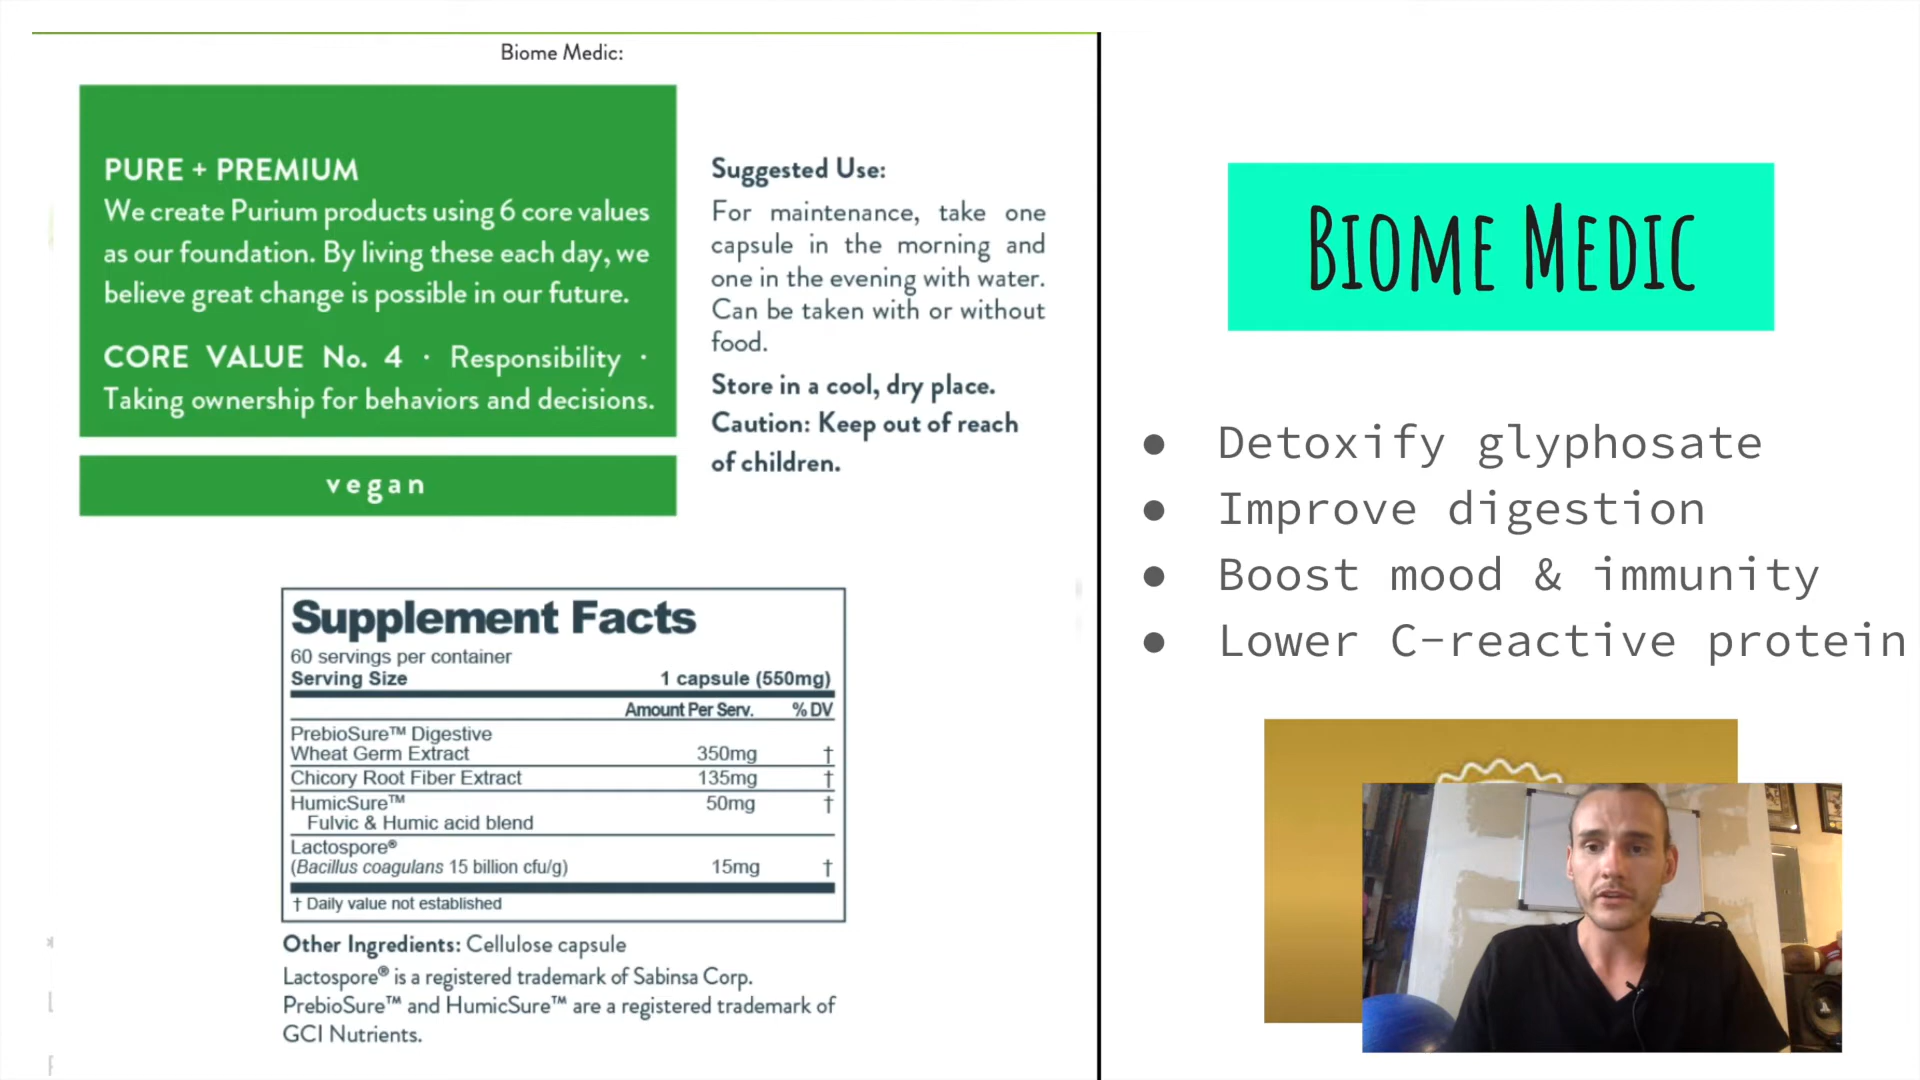 Biome Medic:
PURE + PREMIUM
We create Purium products using 6 core values
as our foundation. By living these each day, we
believe great change is possible in our future.
CORE VALUE No. 4 · Responsibility ·
Taking ownership for behaviors and decisions.
vegan
Suggested Use:
For maintenance, take one
capsule in the morning and
one in the evening with water.
Can be taken with or without
food.
Store in a cool, dry place.
Caution: Keep out of reach
of children.
Supplement Facts
60 servings per container
Serving Size 1 capsule (550mg)
Amount Per Serv. % DV
PrebioSure™ Digestive
Wheat Germ Extract 350mg †
Chicory Root Fiber Extract 135mg †
HumicSure™ 50mg †
Fulvic & Humic acid blend
Lactospore®
(Bacillus coagulans 15 billion cfu/g) 15mg †
† Daily value not established
Other Ingredients: Cellulose capsule
Lactospore® is a registered trademark of Sabinsa Corp.
PrebioSure™ and HumicSure™ are a registered trademark of
GCI Nutrients.
Biome Medic
● Detoxify glyphosate
● Improve digestion
● Boost mood & immunity
● Lower C-reactive protein